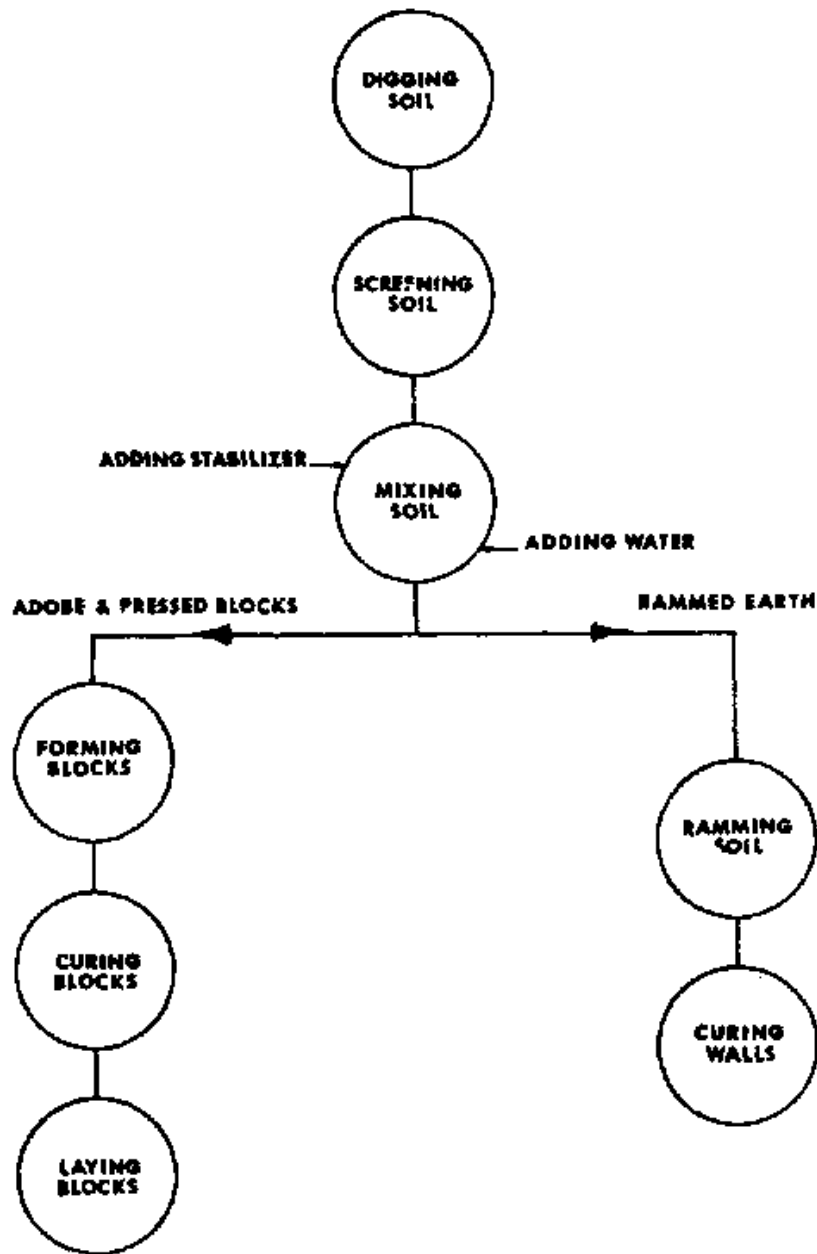 DIGGING
SOIL
SCREENING
SOIL
ADDING STABILIZER
MIXING
SOIL
ADDING WATER
ADOBE & PRESSED BLOCKS
RAMMED EARTH
FORMING
BLOCKS
RAMMING
SOIL
CURING
BLOCKS
CURING
WALLS
LAYING
BLOCKS